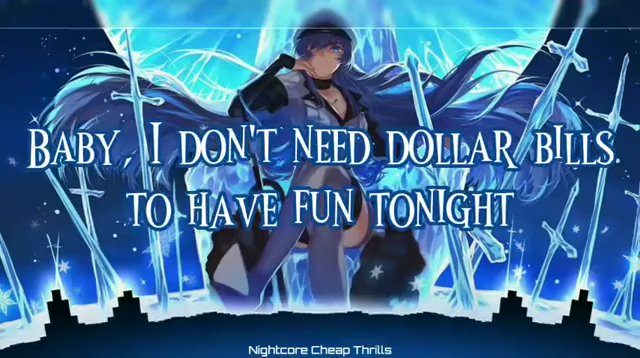 BABY, I DON'T NEED DOLLAR BILLS.
TO HAVE FUN TONIGHT
Nightcore Cheap Thrills